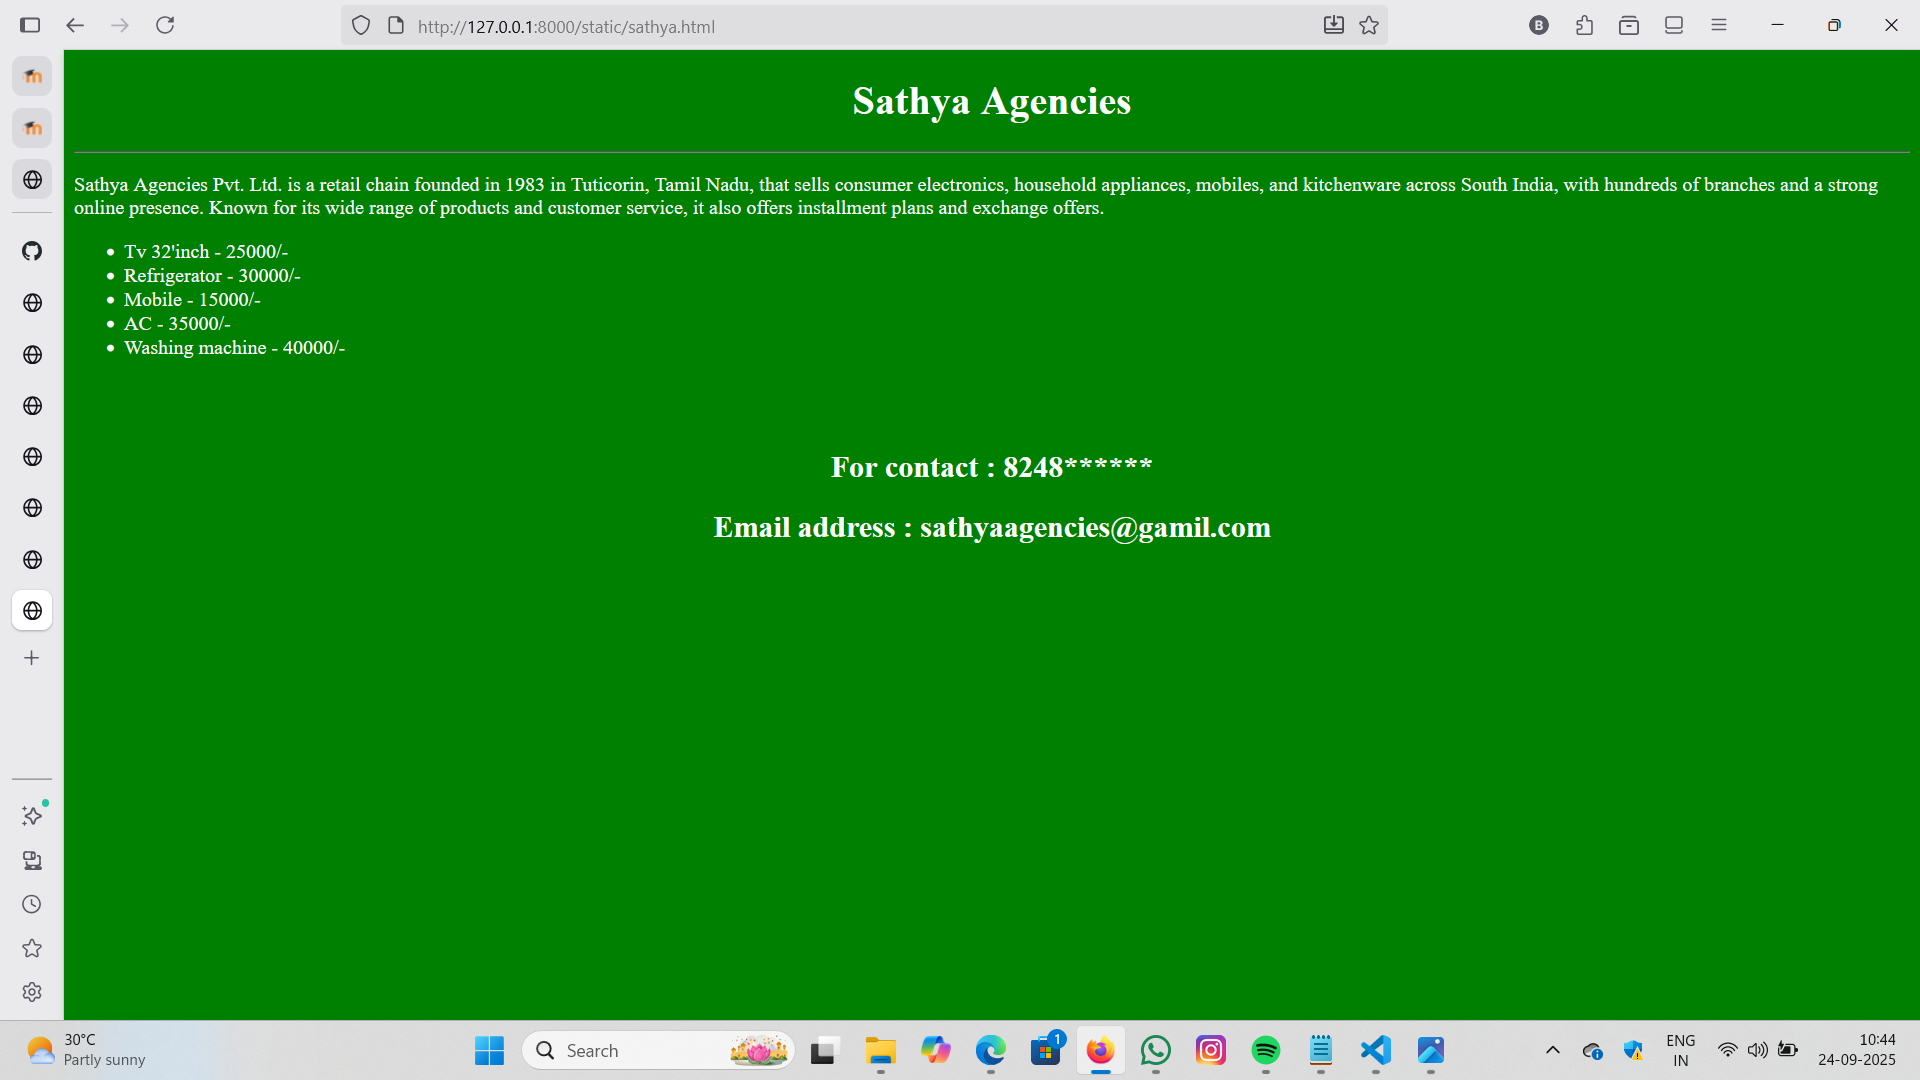 http://127.0.0.1:8000/static/sathya.html
B
Sathya Agencies
Sathya Agencies Pvt. Ltd. is a retail chain founded in 1983 in Tuticorin, Tamil Nadu, that sells consumer electronics, household appliances, mobiles, and kitchenware across South India, with hundreds of branches and a strong
online presence. Known for its wide range of products and customer service, it also offers installment plans and exchange offers.
• Tv 32'inch - 25000/-
• Refrigerator - 30000/-
• Mobile - 15000/-
• AC - 35000/-
• Washing machine - 40000/-
For contact : 8248******
Email address : sathyaagencies@gamil.com
30°C
Partly sunny
Search
1
ENG
IN
10:44
24-09-2025